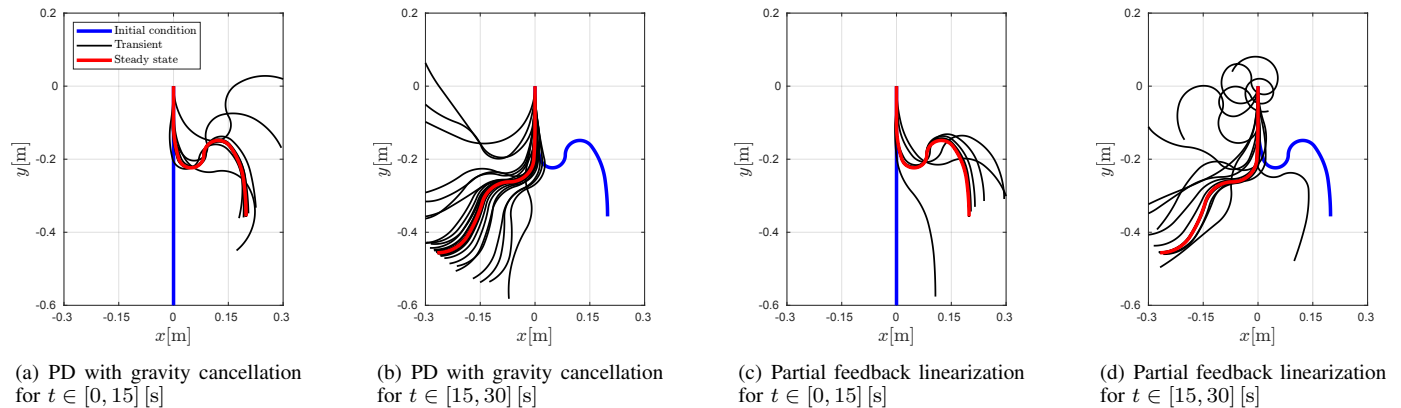 0.2
0
-0.2
-0.4
-0.6
y[m]
-0.3 -0.15 0 0.15 0.3
x[m]
Initial condition
Transient
Steady state
(a) PD with gravity cancellation
for t ∈ [0, 15] [s]
0.2
0
-0.2
-0.4
-0.6
y[m]
-0.3 -0.15 0 0.15 0.3
x[m]
(b) PD with gravity cancellation
for t ∈ [15, 30] [s]
0.2
0
-0.2
-0.4
-0.6
y[m]
-0.3 -0.15 0 0.15 0.3
x[m]
(c) Partial feedback linearization
for t ∈ [0, 15] [s]
0.2
0
-0.2
-0.4
-0.6
y[m]
-0.3 -0.15 0 0.15 0.3
x[m]
(d) Partial feedback linearization
for t ∈ [15, 30] [s]